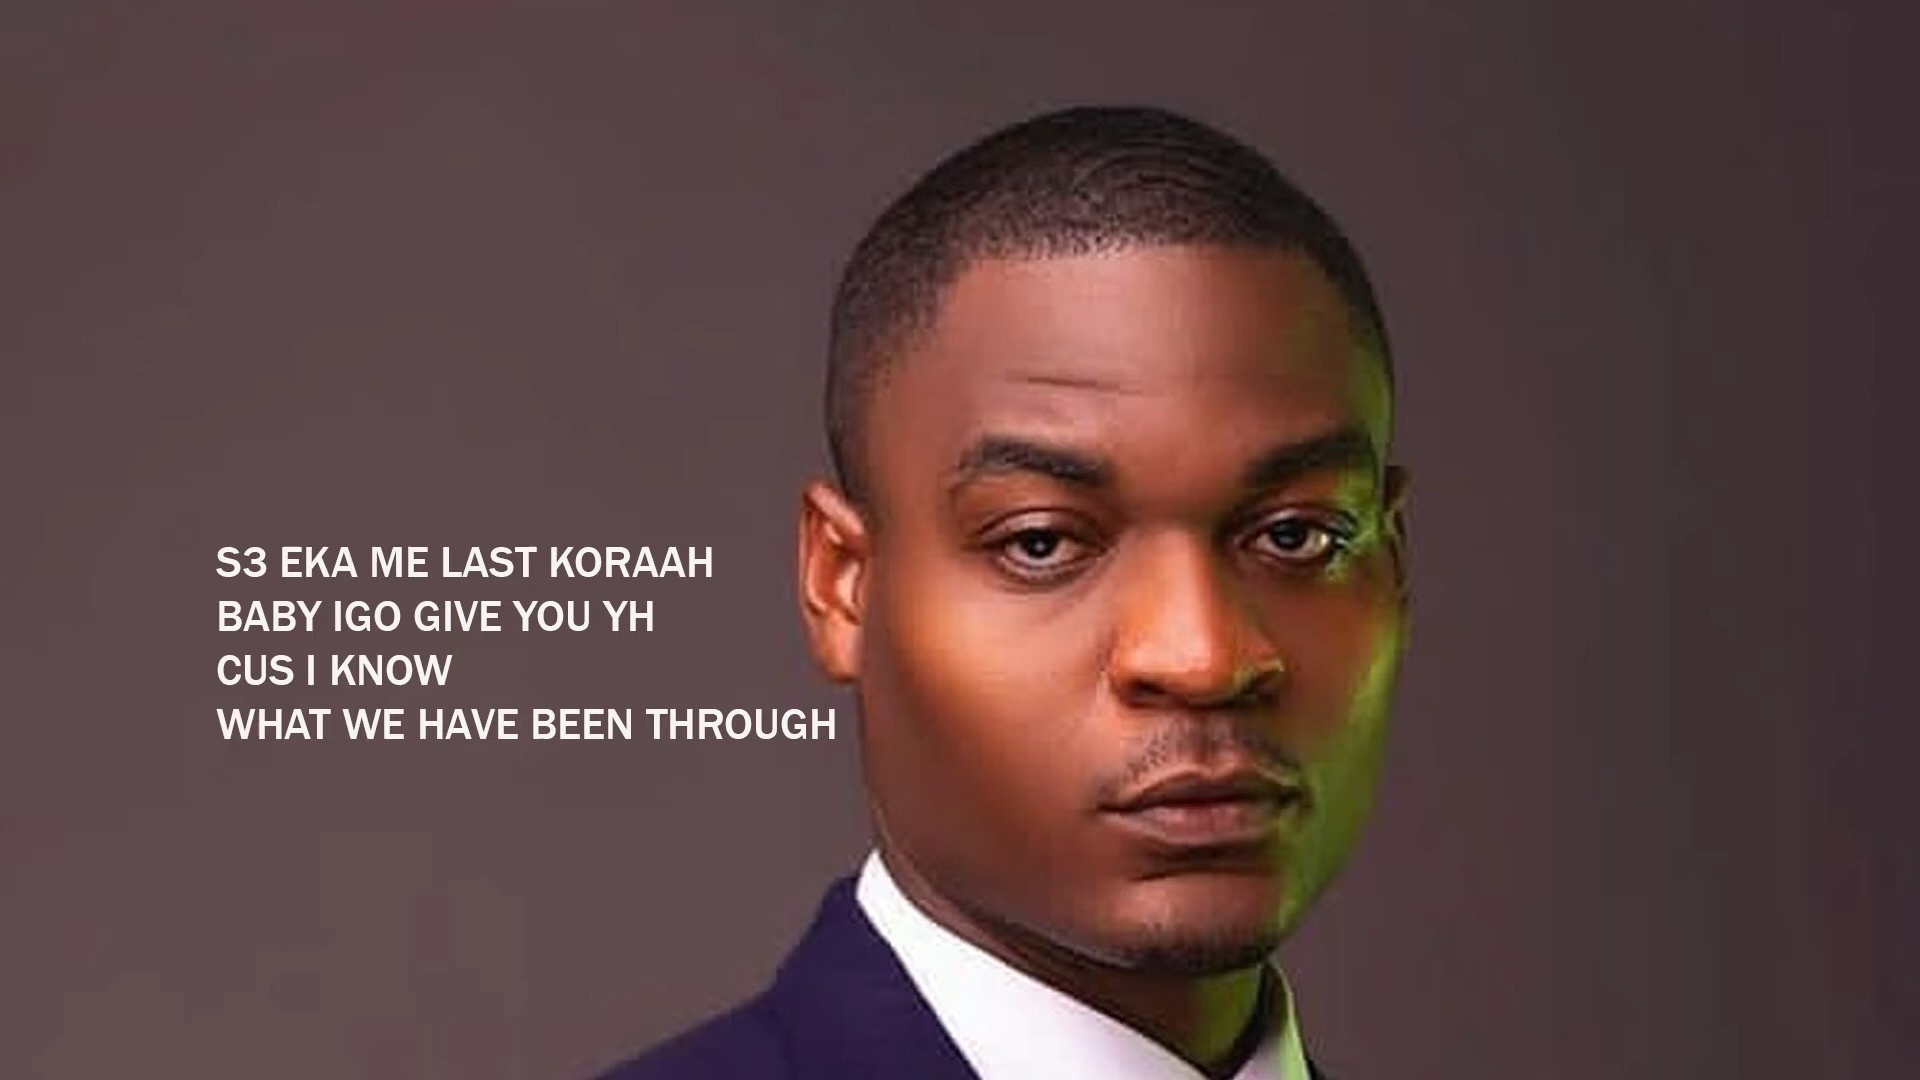 S3 EKA ME LAST KORAAH
BABY IGO GIVE YOU YH
CUS I KNOW
WHAT WE HAVE BEEN THROUGH